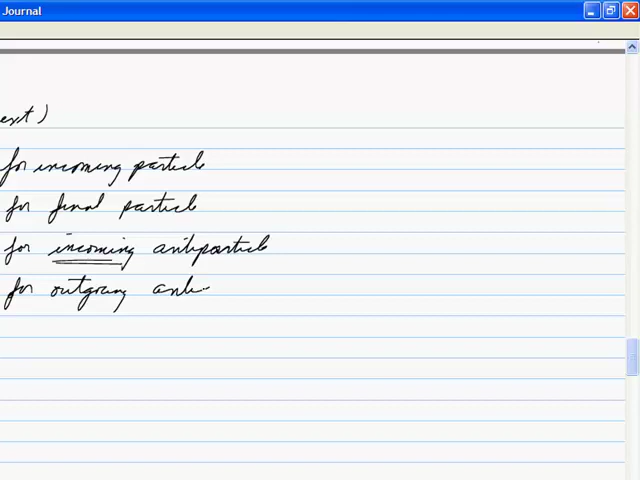 Journal
ext)
for incoming particle
for final particle
for incoming antiparticle
for outgoing anti-